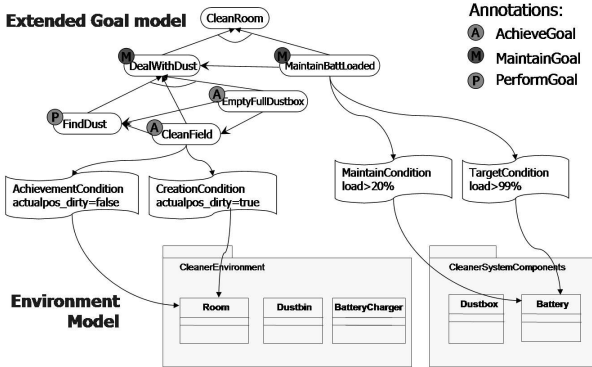 Extended Goal model
CleanRoom
Annotations:
A AchieveGoal
M MaintainGoal
P PerformGoal
M
DealWithDust
M
MaintainBattLoaded
A
EmptyFullDustbox
P
FindDust
A
CleanField
AchievementCondition
actualpos_dirty=false
CreationCondition
actualpos_dirty=true
MaintainCondition
load>20%
TargetCondition
load>99%
CleanerEnvironment
CleanerSystemComponents
Environment
Model
Room
Dustbin
BatteryCharger
Dustbox
Battery